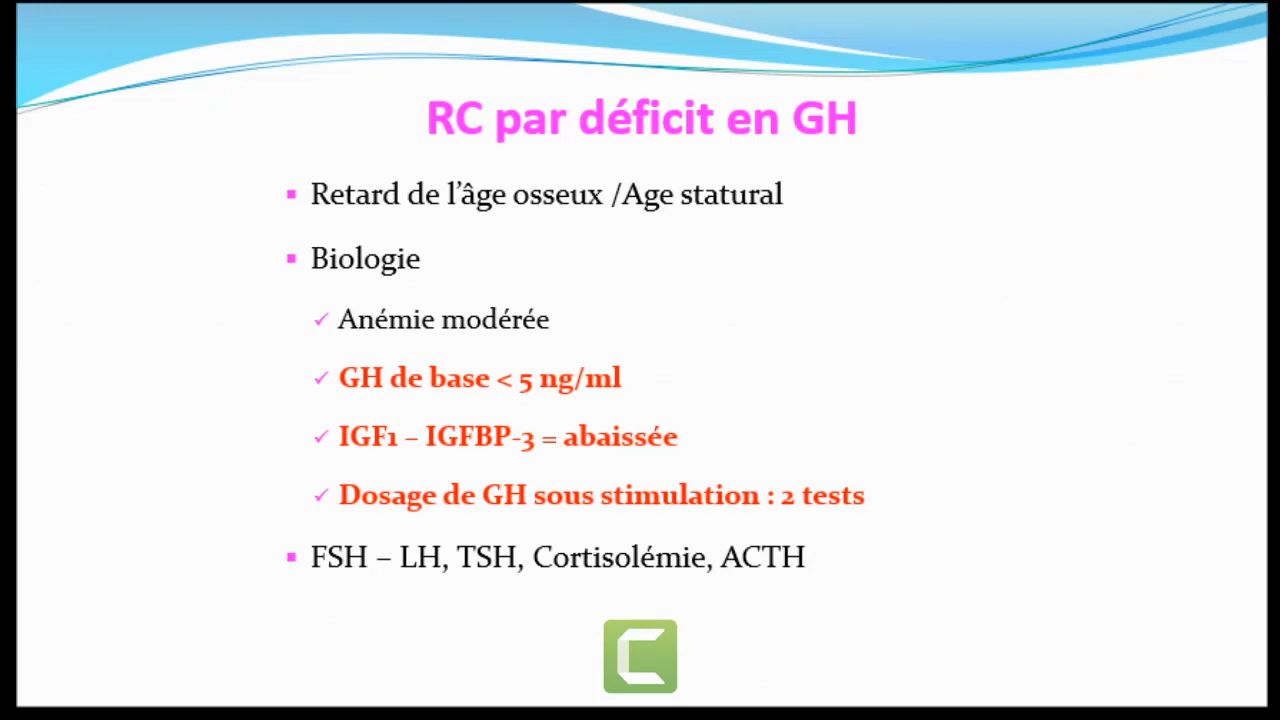 RC par déficit en GH
Retard de l’âge osseux /Age statural
Biologie
Anémie modérée
GH de base < 5 ng/ml
IGF1 – IGFBP-3 = abaissée
Dosage de GH sous stimulation : 2 tests
FSH – LH, TSH, Cortisolémie, ACTH